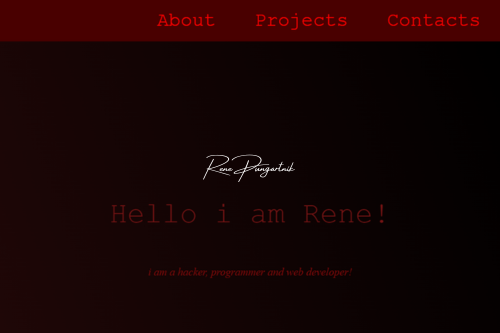 About Projects Contacts
Rene Pungartnik
Hello i am Rene!
i am a hacker, programmer and web developer!